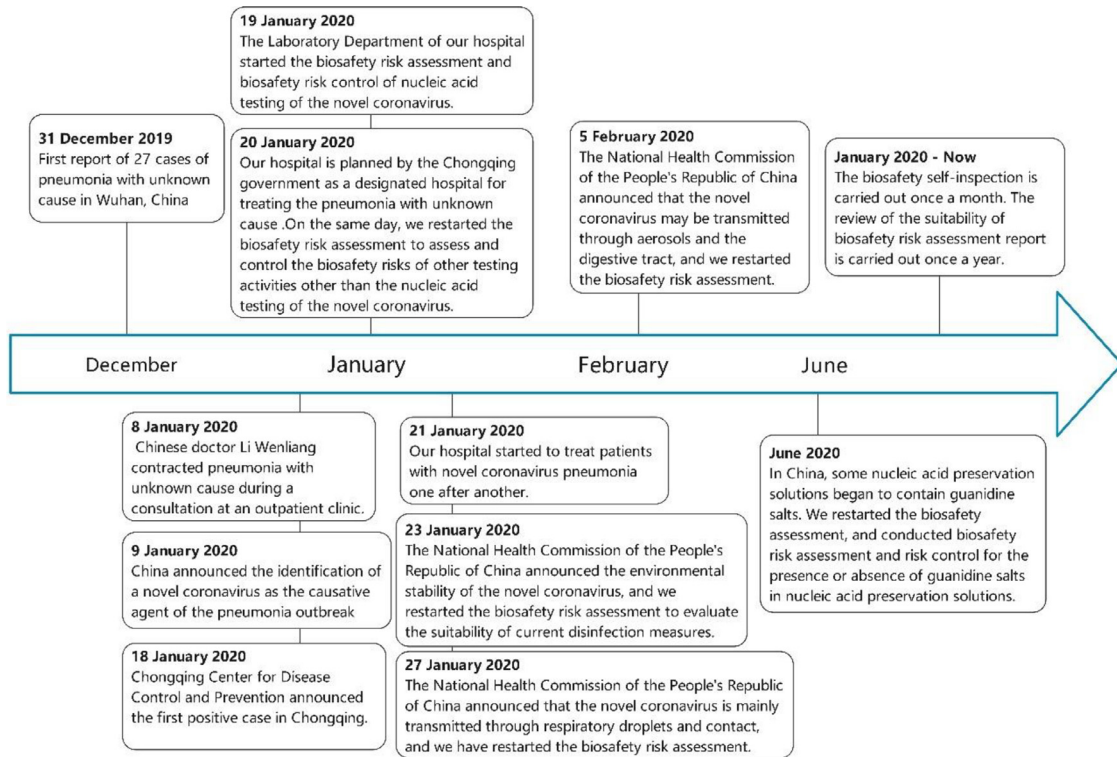 19 January 2020
The Laboratory Department of our hospital
started the biosafety risk assessment and
biosafety risk control of nucleic acid
testing of the novel coronavirus.
31 December 2019
First report of 27 cases of
pneumonia with unknown
cause in Wuhan, China
20 January 2020
Our hospital is planned by the Chongqing
government as a designated hospital for
treating the pneumonia with unknown
cause .On the same day, we restarted the
biosafety risk assessment to assess and
control the biosafety risks of other testing
activities other than the nucleic acid
testing of the novel coronavirus.
5 February 2020
The National Health Commission
of the People's Republic of China
announced that the novel
coronavirus may be transmitted
through aerosols and the
digestive tract, and we restarted
the biosafety risk assessment.
January 2020 - Now
The biosafety self-inspection is
carried out once a month. The
review of the suitability of
biosafety risk assessment report
is carried out once a year.
December
January
February
June
8 January 2020
Chinese doctor Li Wenliang
contracted pneumonia with
unknown cause during a
consultation at an outpatient clinic.
9 January 2020
China announced the identification of
a novel coronavirus as the causative
agent of the pneumonia outbreak
18 January 2020
Chongqing Center for Disease
Control and Prevention announced
the first positive case in Chongqing.
21 January 2020
Our hospital started to treat patients
with novel coronavirus pneumonia
one after another.
23 January 2020
The National Health Commission of the People's
Republic of China announced the environmental
stability of the novel coronavirus, and we
restarted the biosafety risk assessment to evaluate
the suitability of current disinfection measures.
27 January 2020
The National Health Commission of the People's Republic
of China announced that the novel coronavirus is mainly
transmitted through respiratory droplets and contact,
and we have restarted the biosafety risk assessment.
June 2020
In China, some nucleic acid preservation
solutions began to contain guanidine
salts. We restarted the biosafety
assessment, and conducted biosafety
risk assessment and risk control for the
presence or absence of guanidine salts
in nucleic acid preservation solutions.